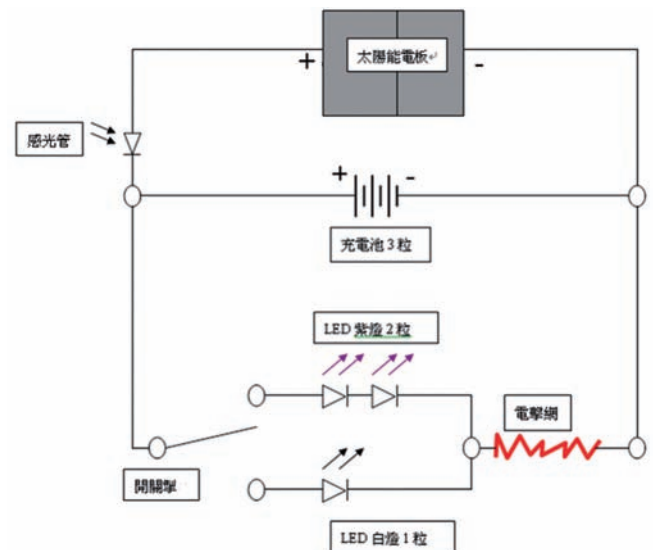 太陽能電板
+
-
感光管
+
-
充電池3粒
LED 紫燈2粒
電擊網
開關掣
LED 白燈1粒